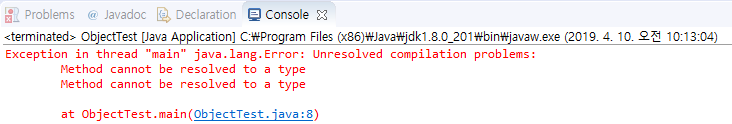 Problems @ Javadoc Declaration Console
<terminated> ObjectTest [Java Application] C:₩Program Files (x86)₩Java₩jdk1.8.0_201₩bin₩javaw.exe (2019. 4. 10. 오전 10:13:04)
Exception in thread "main" java.lang.Error: Unresolved compilation problems:
Method cannot be resolved to a type
Method cannot be resolved to a type
at ObjectTest.main(ObjectTest.java:8)